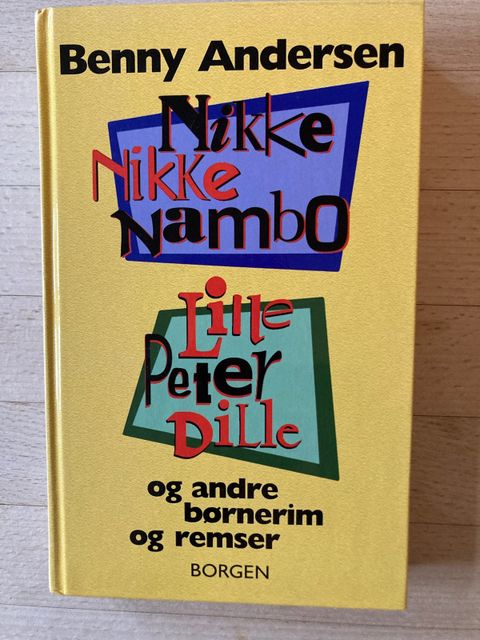 Benny Andersen
Nikke
Nikke
Nambo
Lille
Peter
Dille
og andre
børnerim
og remser
BORGEN